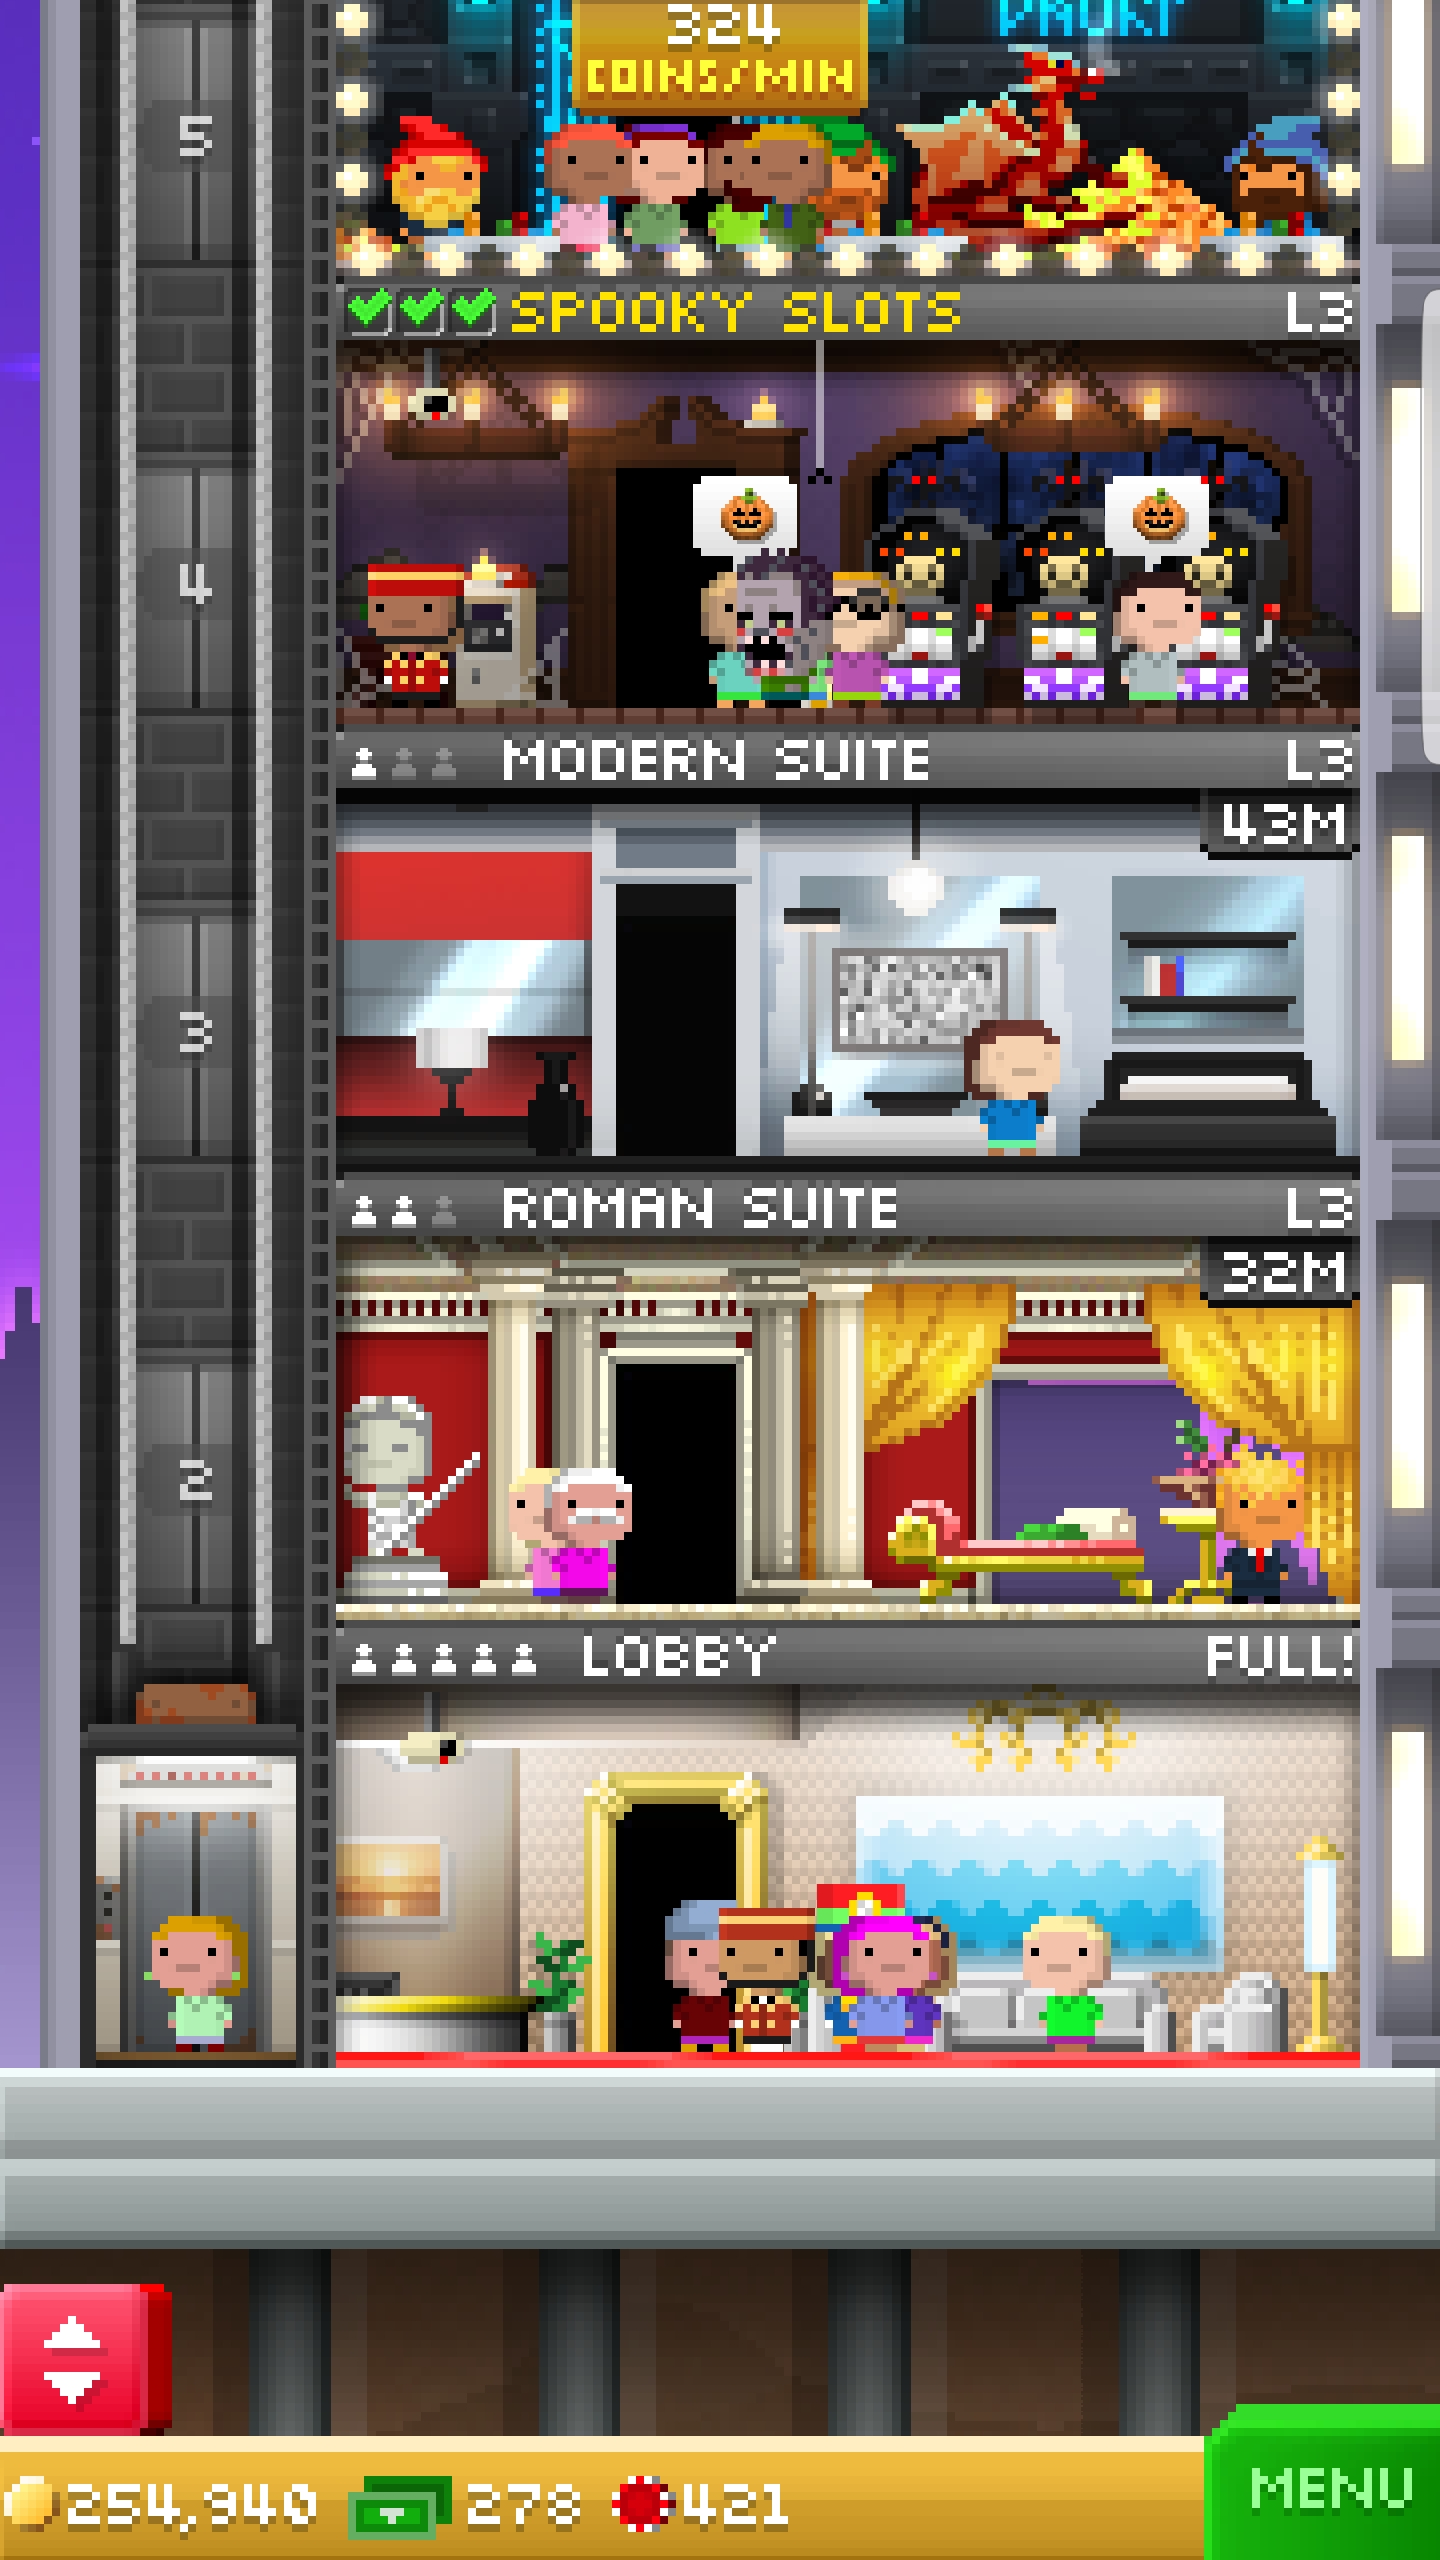 324
COINS/MIN
5
SPOOKY SLOTS L3
4
MODERN SUITE L3
43M
3
ROMAN SUITE L3
32M
2
LOBBY FULL!
254,940 278 421
MENU